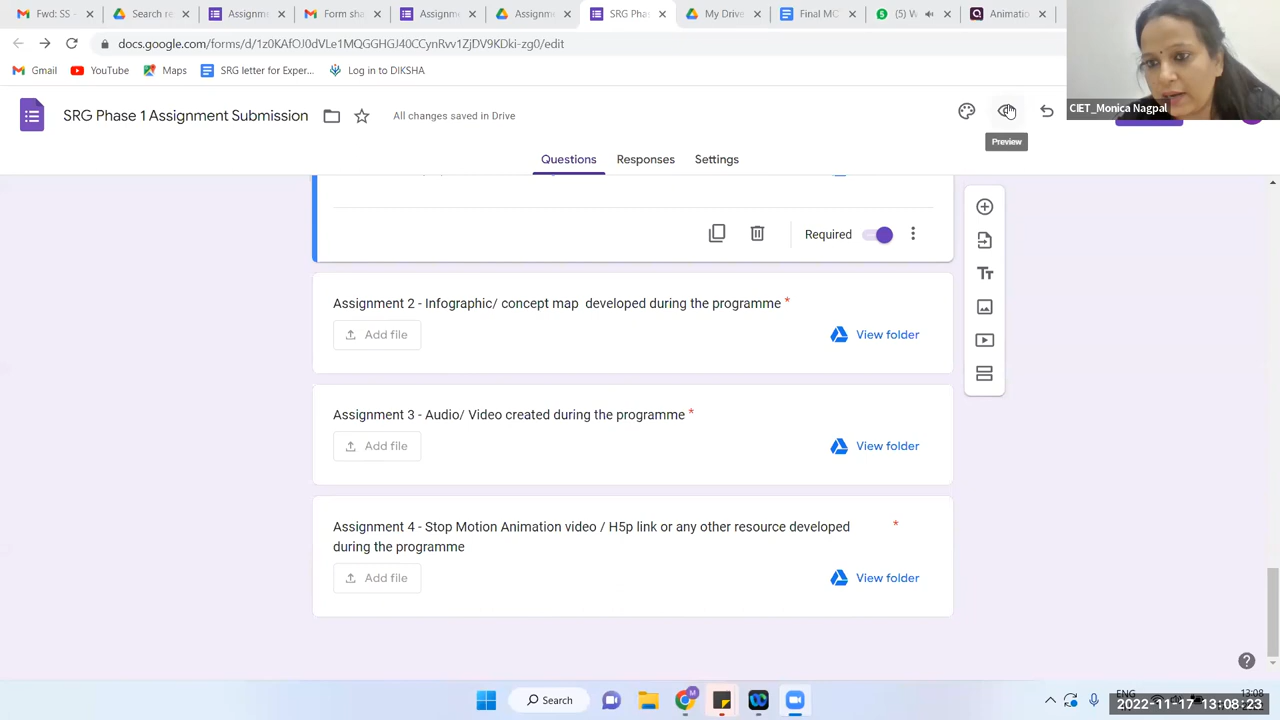 Fwd: SS -
Search re
Assignme
Form sha
Assignm
Assignm
SRG Pha
My Drive
Final MC
(5) W
Animatio
docs.google.com/forms/d/1z0KAfOJ0dVLe1MQGGHGJ40CCynRvv1ZjDV9KDki-zg0/edit
Gmail
YouTube
Maps
SRG letter for Exper...
Log in to DIKSHA
CIET_Monica Nagpal
SRG Phase 1 Assignment Submission
All changes saved in Drive
Preview
Questions
Responses
Settings
Required
Assignment 2 - Infographic/ concept map developed during the programme *
Add file
View folder
Assignment 3 - Audio/ Video created during the programme *
Add file
View folder
Assignment 4 - Stop Motion Animation video / H5p link or any other resource developed *
during the programme
Add file
View folder
Search
ENG
13:08
2022-11-17 13:08:23